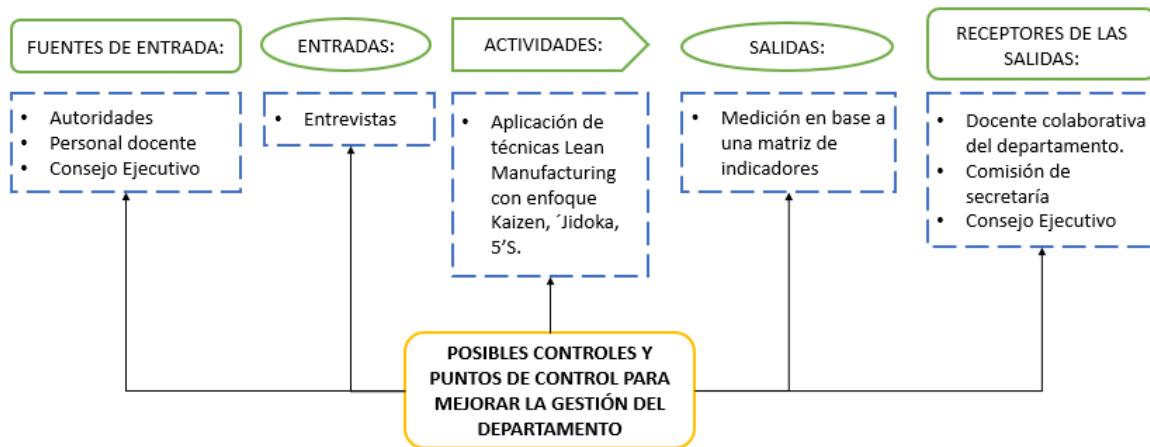 FUENTES DE ENTRADA:
• Autoridades
• Personal docente
• Consejo Ejecutivo
ENTRADAS:
• Entrevistas
ACTIVIDADES:
• Aplicación de
técnicas Lean
Manufacturing
con enfoque
Kaizen, ´Jidoka,
5’S.
SALIDAS:
• Medición en base a
una matriz de
indicadores
RECEPTORES DE LAS
SALIDAS:
• Docente colaborativa
del departamento.
• Comisión de
secretaría
• Consejo Ejecutivo
POSIBLES CONTROLES Y
PUNTOS DE CONTROL PARA
MEJORAR LA GESTIÓN DEL
DEPARTAMENTO